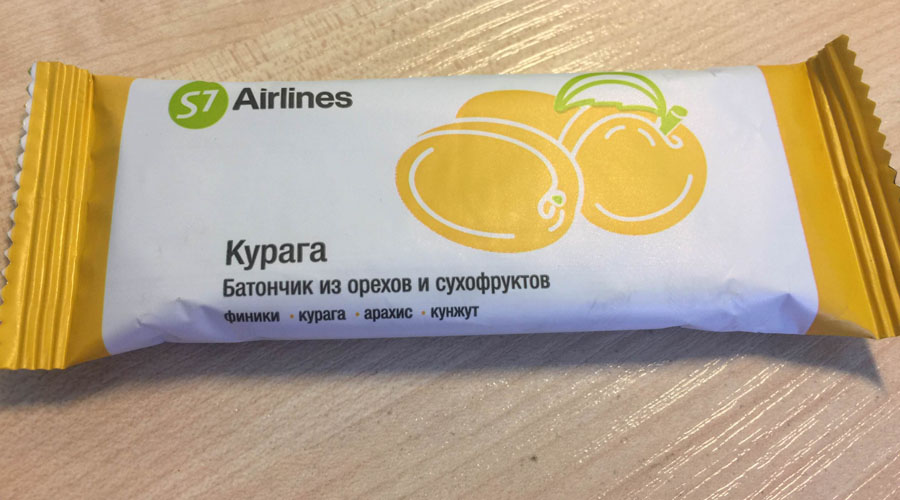 S7 Airlines
Курага
Батончик из орехов и сухофруктов
финики • курага • арахис • кунжут